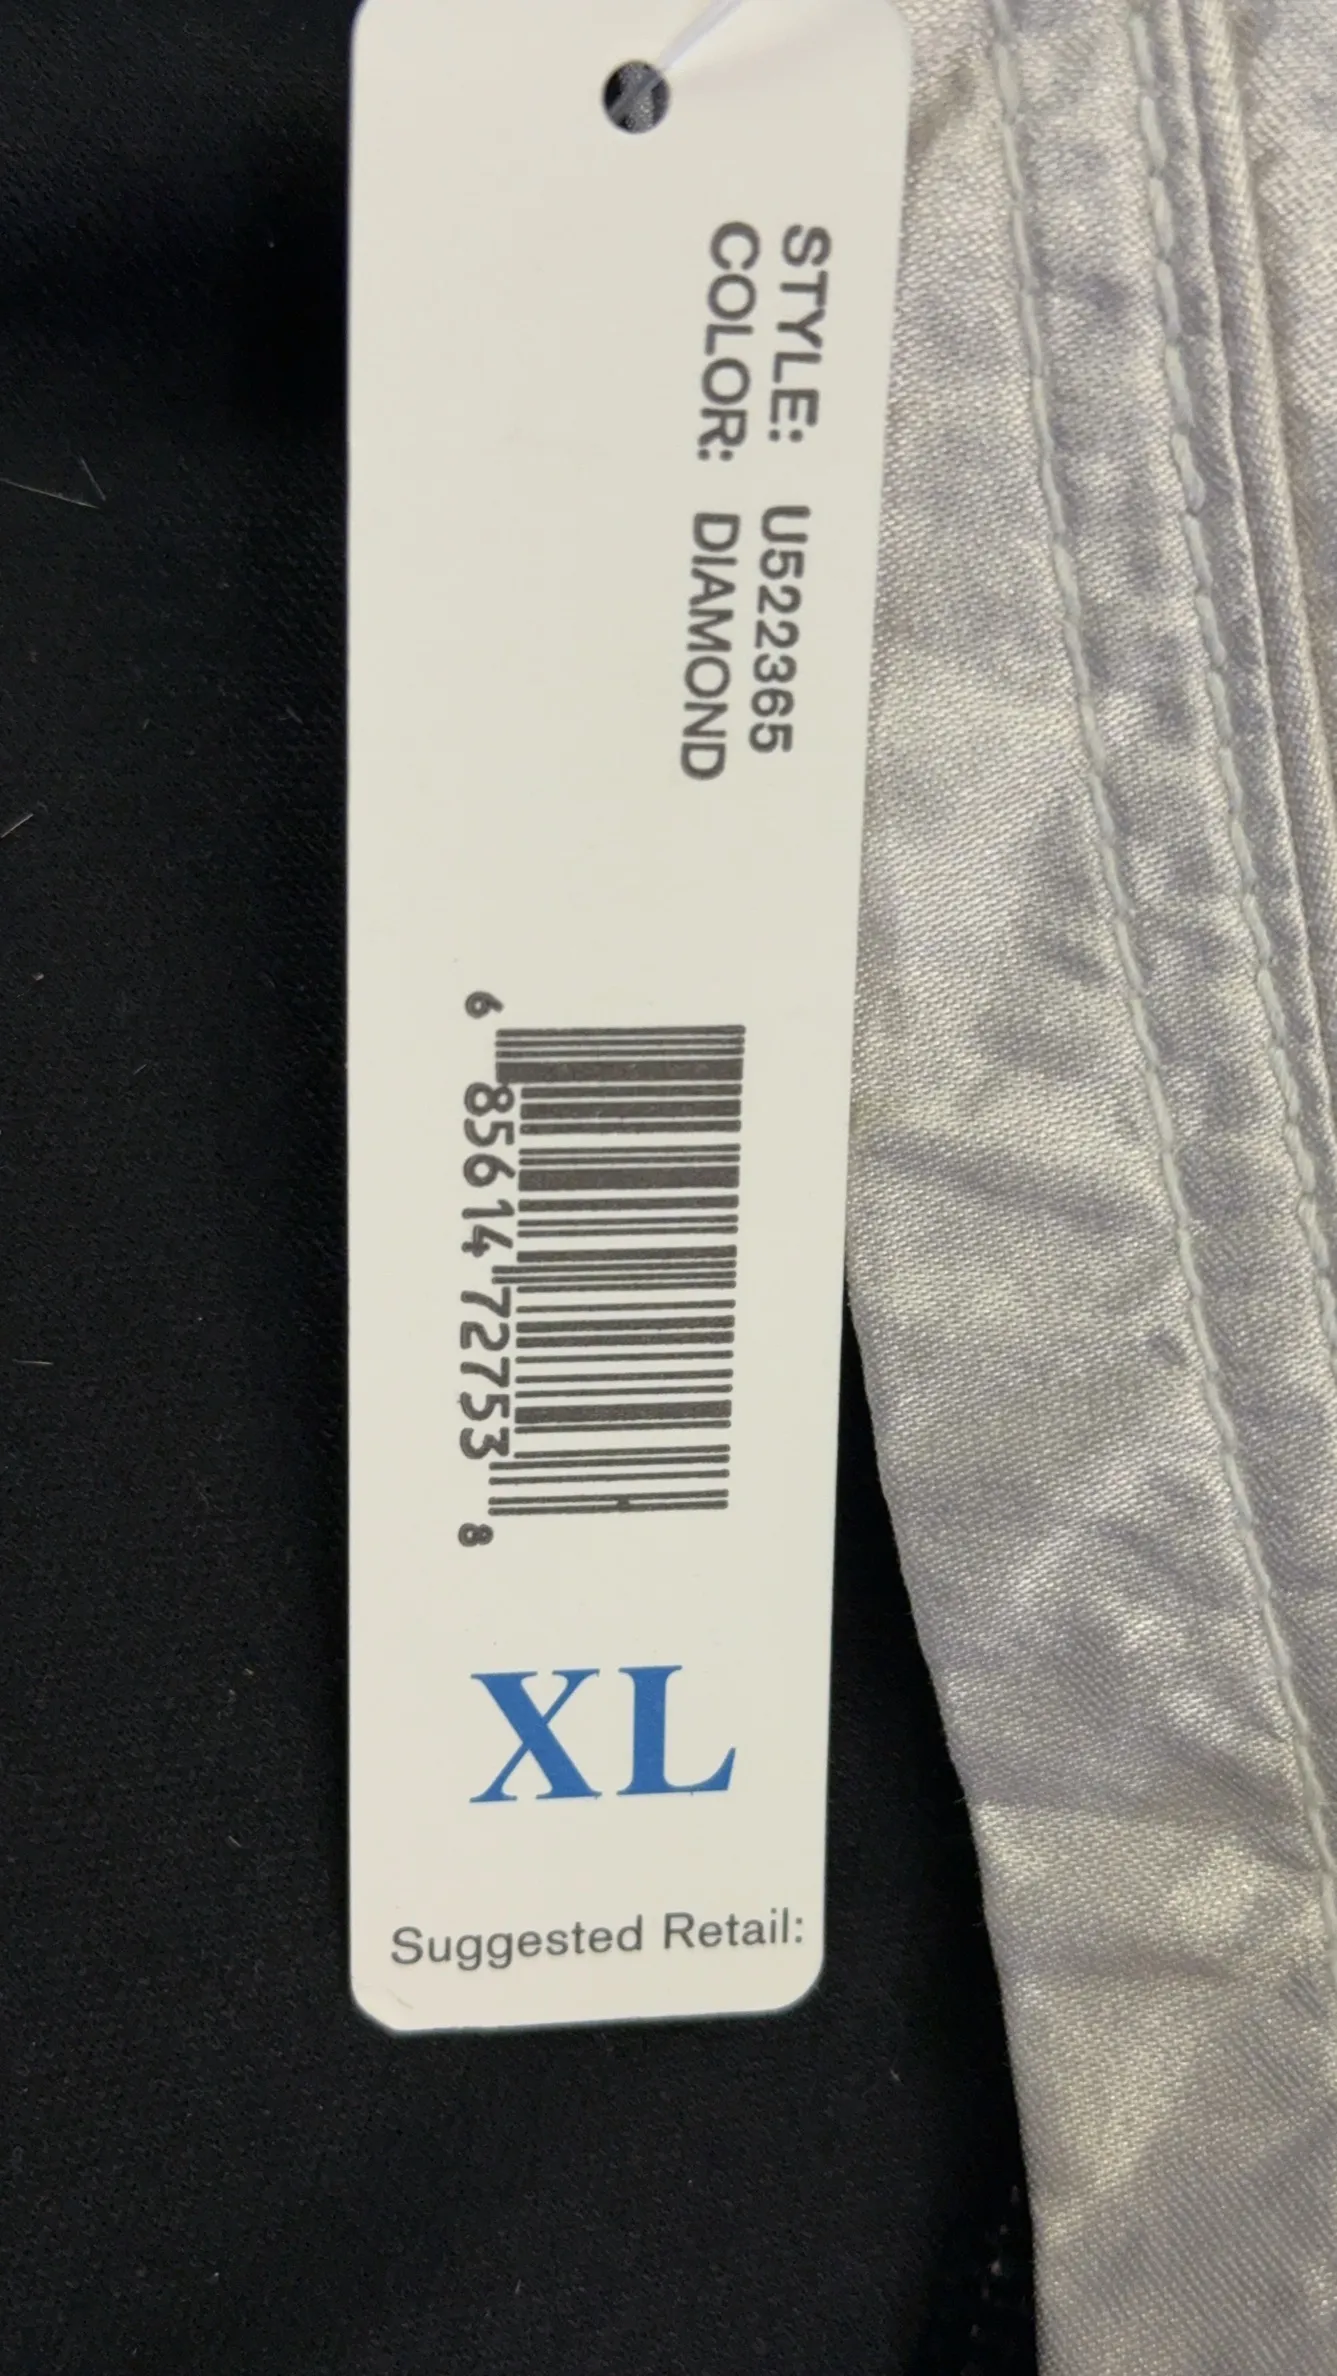 STYLE: U522365
COLOR: DIAMOND
6 85614 72753 8
XL
Suggested Retail: